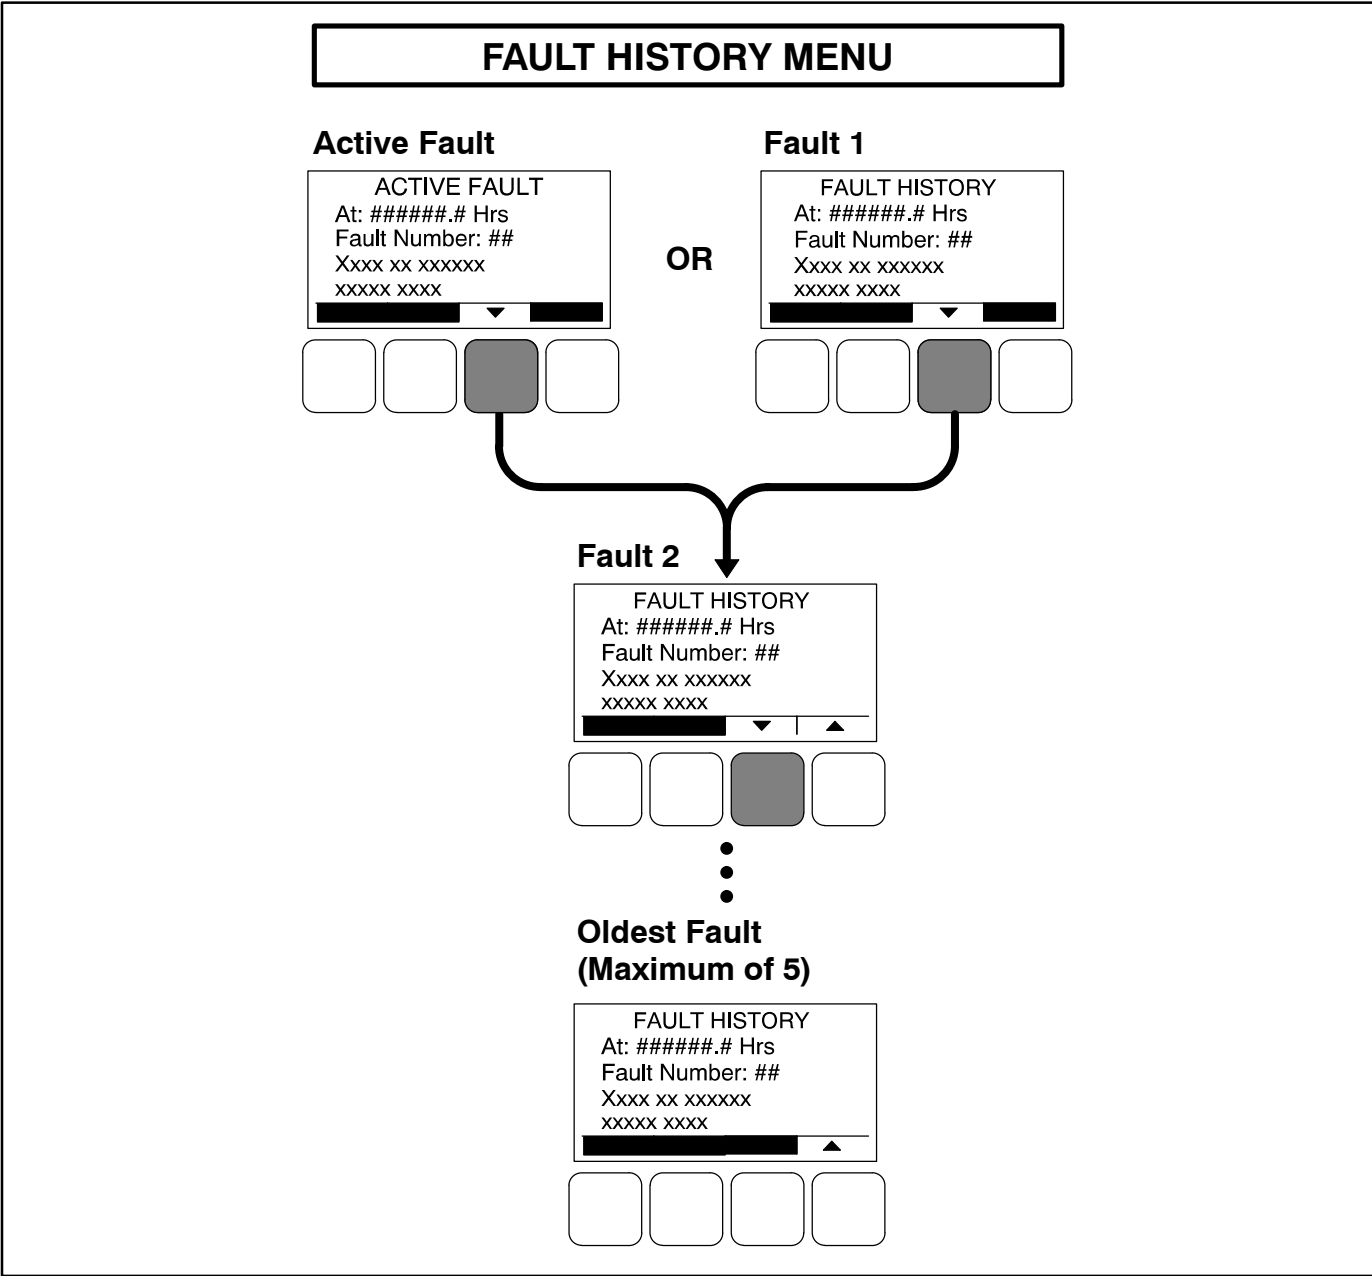 FAULT HISTORY MENU
Active Fault
ACTIVE FAULT
At: ######.# Hrs
Fault Number: ##
Xxxx xx xxxxxx
xxxxx xxxx
OR
Fault 1
FAULT HISTORY
At: ######.# Hrs
Fault Number: ##
Xxxx xx xxxxxx
xxxxx xxxx
Fault 2
FAULT HISTORY
At: ######.# Hrs
Fault Number: ##
Xxxx xx xxxxxx
xxxxx xxxx
Oldest Fault
(Maximum of 5)
FAULT HISTORY
At: ######.# Hrs
Fault Number: ##
Xxxx xx xxxxxx
xxxxx xxxx